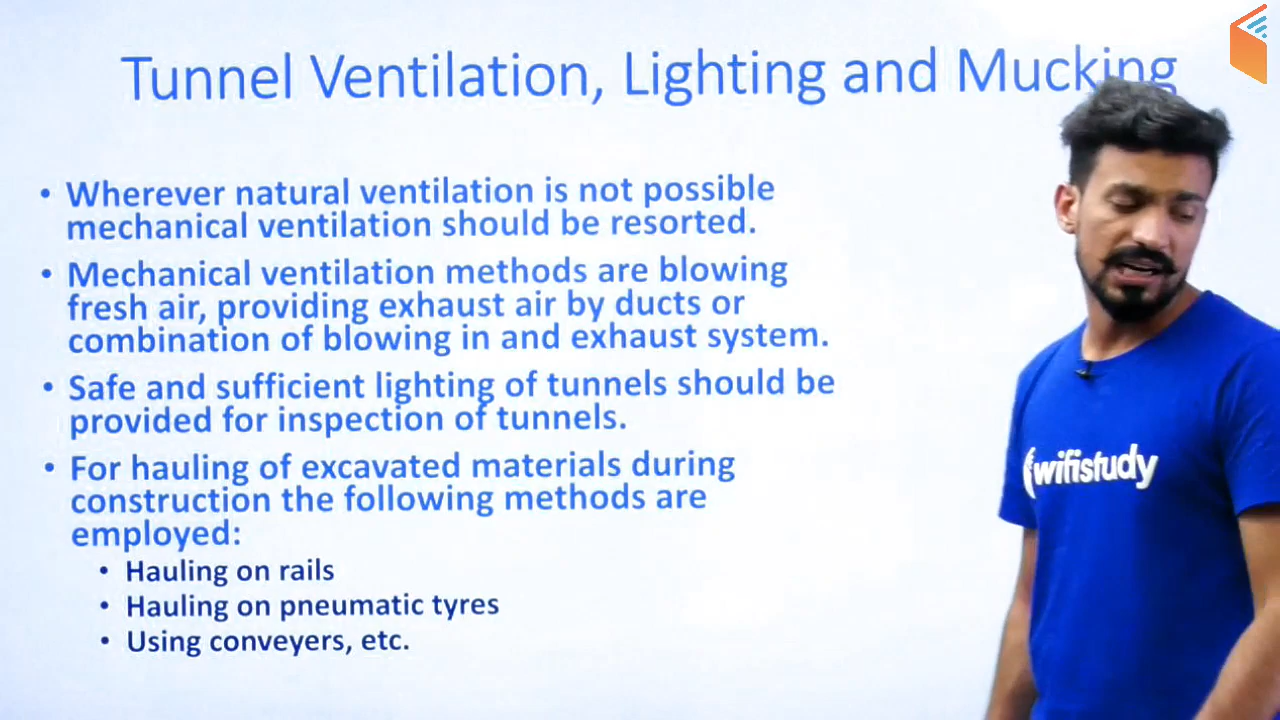 Tunnel Ventilation, Lighting and Mucking
• Wherever natural ventilation is not possible
mechanical ventilation should be resorted.
• Mechanical ventilation methods are blowing
fresh air, providing exhaust air by ducts or
combination of blowing in and exhaust system.
• Safe and sufficient lighting of tunnels should be
provided for inspection of tunnels.
• For hauling of excavated materials during
construction the following methods are
employed:
• Hauling on rails
• Hauling on pneumatic tyres
• Using conveyers, etc.
wifistudy